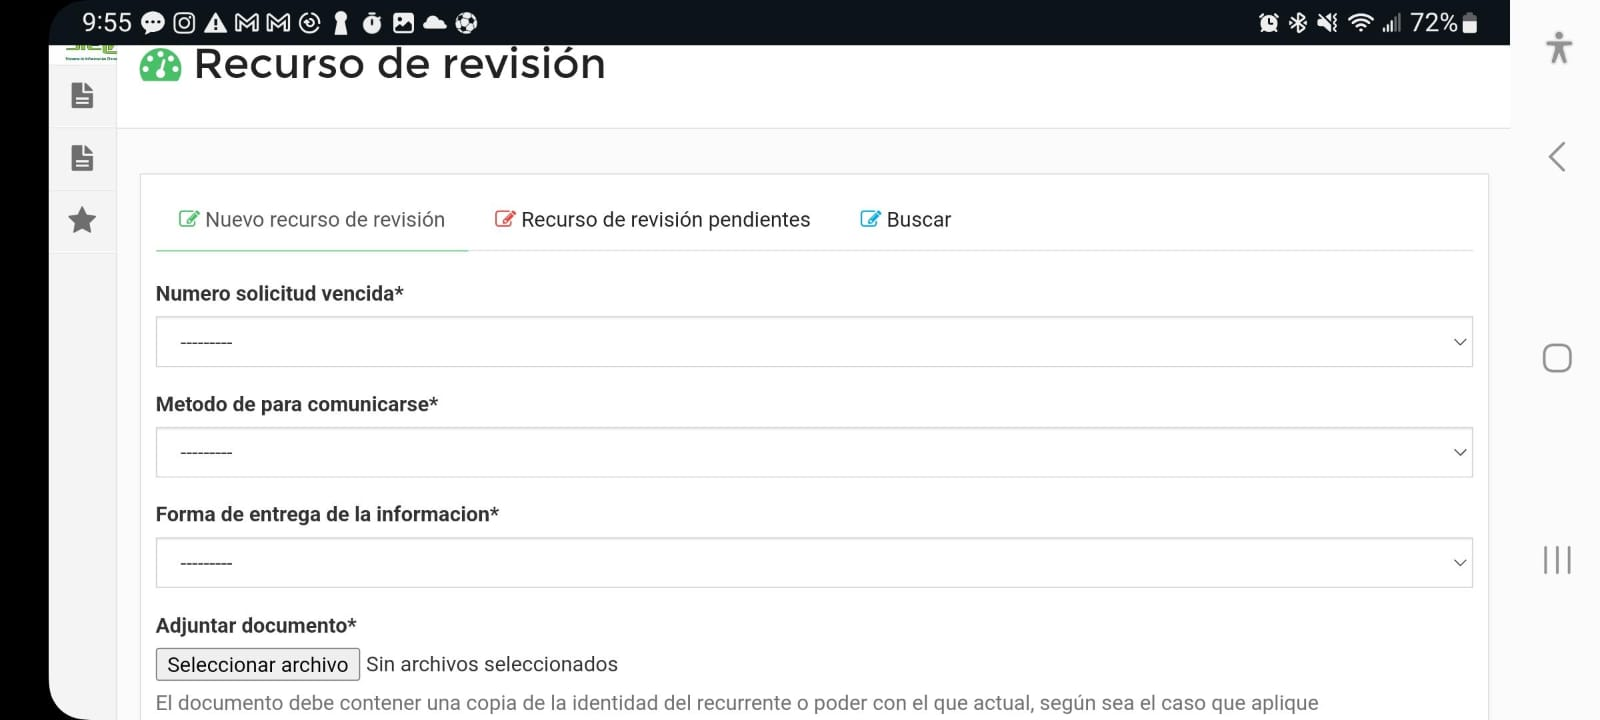 9:55
72%
Recurso de revisión
Nuevo recurso de revisión
Recurso de revisión pendientes
Buscar
Numero solicitud vencida*
---------
Metodo de para comunicarse*
---------
Forma de entrega de la informacion*
---------
Adjuntar documento*
Seleccionar archivo Sin archivos seleccionados
El documento debe contener una copia de la identidad del recurrente o poder con el que actual, según sea el caso que aplique